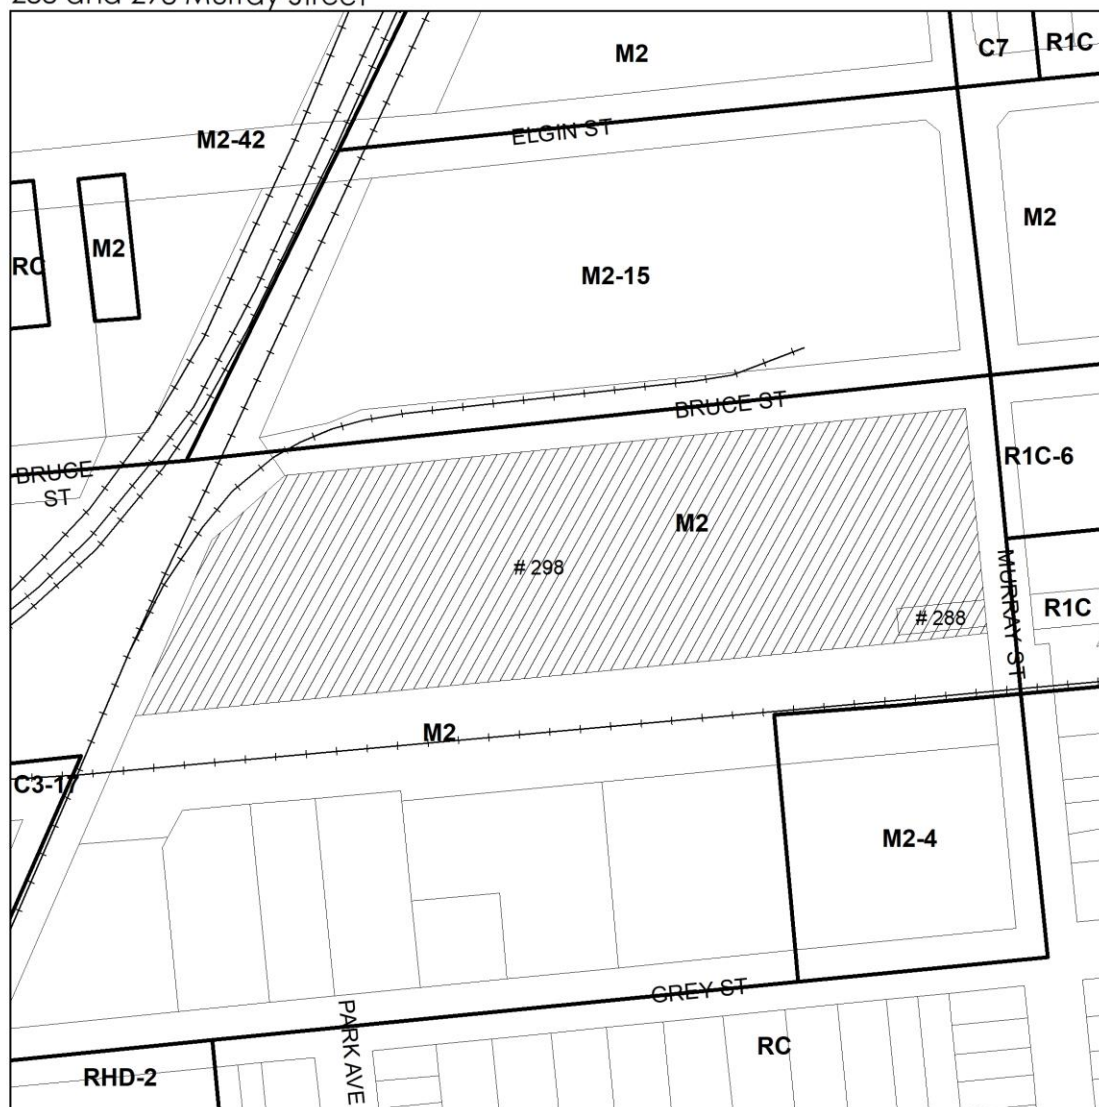 M2
C7
R1C
M2-42
ELGIN ST
M2
RC
M2
M2-15
BRUCE ST
BRUCE
ST
R1C-6
M2
# 298
MURRAY ST
# 288
R1C
M2
C3-17
M2-4
GREY ST
PARK AVE
RC
RHD-2